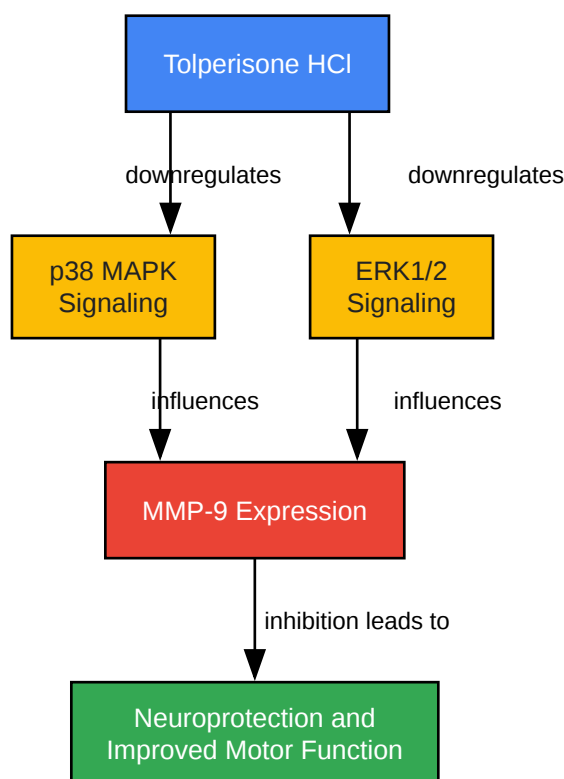 Tolperisone HCl
downregulates
downregulates
p38 MAPK
Signaling
ERK1/2
Signaling
influences
influences
MMP-9 Expression
inhibition leads to
Neuroprotection and
Improved Motor Function